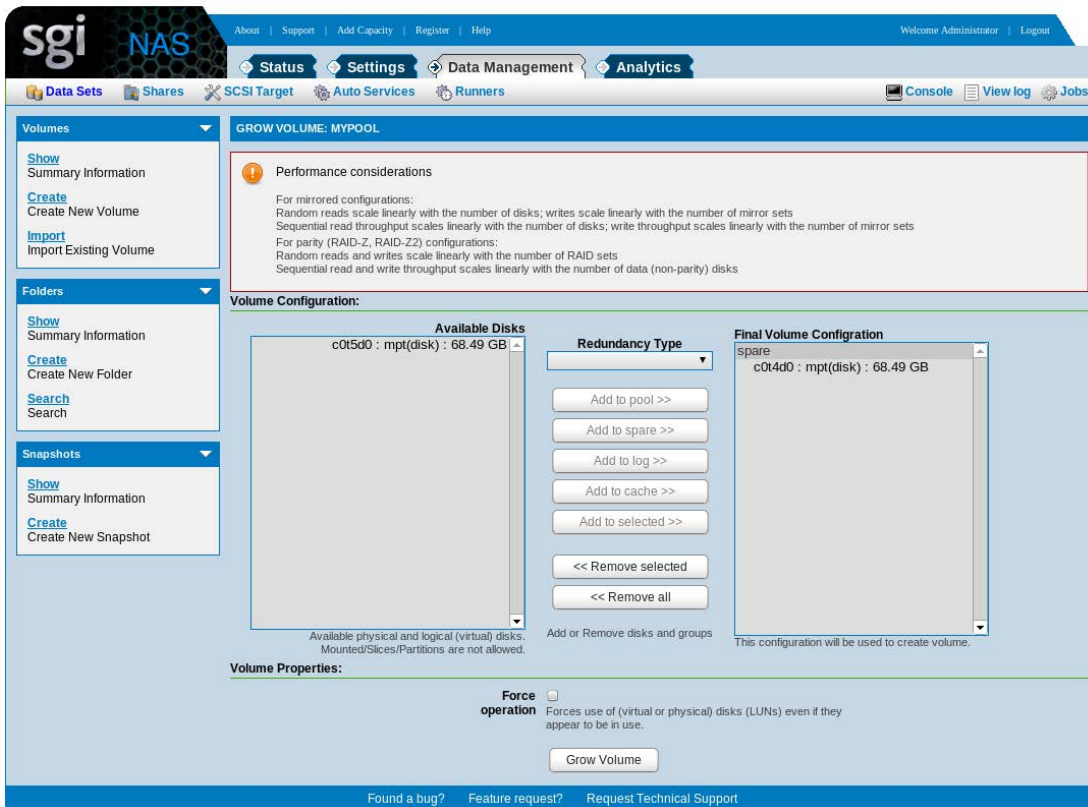 sgi NAS
About | Support | Add Capacity | Register | Help
Welcome Administrator | Logout
Status
Settings
Data Management
Analytics
Data Sets
Shares
SCSI Target
Auto Services
Runners
Console
View log
Jobs
Volumes
Show
Summary Information
Create
Create New Volume
Import
Import Existing Volume
Folders
Show
Summary Information
Create
Create New Folder
Search
Search
Snapshots
Show
Summary Information
Create
Create New Snapshot
GROW VOLUME: MYPOOL
Performance considerations
For mirrored configurations:
Random reads scale linearly with the number of disks; writes scale linearly with the number of mirror sets
Sequential read throughput scales linearly with the number of disks; write throughput scales linearly with the number of mirror sets
For parity (RAID-Z, RAID-Z2) configurations:
Random reads and writes scale linearly with the number of RAID sets
Sequential read and write throughput scales linearly with the number of data (non-parity) disks
Volume Configuration:
Available Disks
c0t5d0 : mpt(disk) : 68.49 GB
Available physical and logical (virtual) disks.
Mounted/Slices/Partitions are not allowed.
Redundancy Type
Add to pool >>
Add to spare >>
Add to log >>
Add to cache >>
Add to selected >>
<< Remove selected
<< Remove all
Add or Remove disks and groups
Final Volume Configration
spare
c0t4d0 : mpt(disk) : 68.49 GB
This configuration will be used to create volume.
Volume Properties:
Force
operation
Forces use of (virtual or physical) disks (LUNs) even if they
appear to be in use.
Grow Volume
Found a bug? Feature request? Request Technical Support